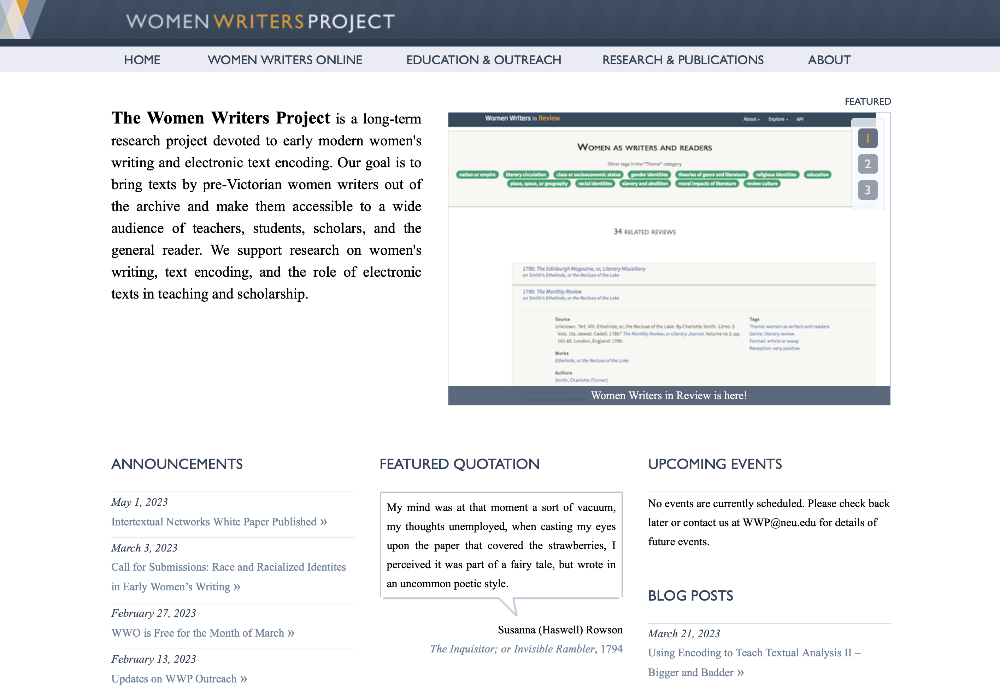 WOMEN WRITERS PROJECT
HOME
WOMEN WRITERS ONLINE
EDUCATION & OUTREACH
RESEARCH & PUBLICATIONS
ABOUT
The Women Writers Project is a long-term
research project devoted to early modern women's
writing and electronic text encoding. Our goal is to
bring texts by pre-Victorian women writers out of
the archive and make them accessible to a wide
audience of teachers, students, scholars, and the
general reader. We support research on women's
writing, text encoding, and the role of electronic
texts in teaching and scholarship.
FEATURED
Women Writers in Review
About
Explore
API
1
2
3
WOMEN AS WRITERS AND READERS
Other tags in the "Theme" category
nation or empire literary circulation class or socioeconomic status gender identities theories of genre and literature religious identities education
place, space, or geography racial identities slavery and abolition moral impacts of literature review culture
34 RELATED REVIEWS
1790: The Edinburgh Magazine, or, Literary Miscellany
on Smith's Ethelinde, or the Recluse of the Lake
1790: The Monthly Review
on Smith's Ethelinde, or the Recluse of the Lake
Source
Unknown. "Art. VIII. Ethelinde, or, the Recluse of the Lake. By Charlotte Smith. 12mo. 5
Vols. 15s. sewed. Cadell. 1789." The Monthly Review; or Literary Journal. Volume ns 2: pp.
161-65. London, England: 1790.
Works
Ethelinde, or the Recluse of the Lake
Authors
Smith, Charlotte (Turner)
Tags
Theme: women as writers and readers
Genre: literary review
Format: article or essay
Reception: very positive
1792: The Analytical Review
Women Writers in Review is here!
ANNOUNCEMENTS
May 1, 2023
Intertextual Networks White Paper Published »
March 3, 2023
Call for Submissions: Race and Racialized Identites
in Early Women’s Writing »
February 27, 2023
WWO is Free for the Month of March »
February 13, 2023
Updates on WWP Outreach »
FEATURED QUOTATION
My mind was at that moment a sort of vacuum,
my thoughts unemployed, when casting my eyes
upon the paper that covered the strawberries, I
perceived it was part of a fairy tale, but wrote in
an uncommon poetic style.
Susanna (Haswell) Rowson
The Inquisitor; or Invisible Rambler, 1794
UPCOMING EVENTS
No events are currently scheduled. Please check back
later or contact us at WWP@neu.edu for details of
future events.
BLOG POSTS
March 21, 2023
Using Encoding to Teach Textual Analysis II –
Bigger and Badder »